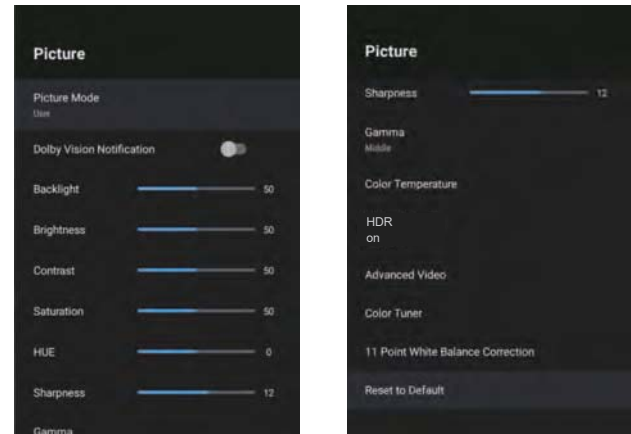 Picture
Picture Mode
User
Dolby Vision Notification
Backlight 50
Brightness 50
Contrast 50
Saturation 50
HUE 0
Sharpness 12
Gamma
Picture
Sharpness 12
Gamma
Middle
Color Temperature
HDR
on
Advanced Video
Color Tuner
11 Point White Balance Correction
Reset to Default